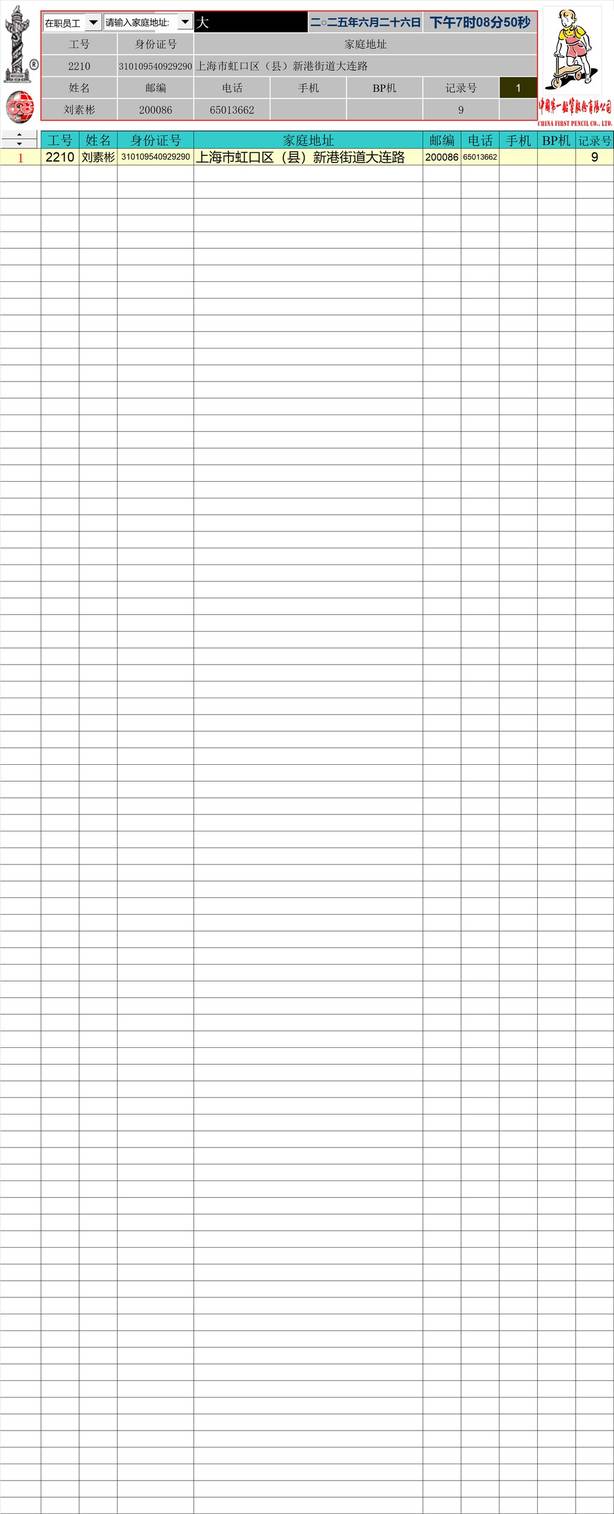 在职员工 请输入家庭地址: 大 二○二五年六月二十六日 下午7时08分50秒
工号 身份证号 家庭地址
2210 310109540929290 上海市虹口区（县）新港街道大连路
姓名 邮编 电话 手机 BP机 记录号 1
刘素彬 200086 65013662 9
®
中国第一铅笔股份有限公司
CHINA FIRST PENCIL CO., LTD.
工号 姓名 身份证号 家庭地址 邮编 电话 手机 BP机 记录号
1 2210 刘素彬 310109540929290 上海市虹口区（县）新港街道大连路 200086 65013662 9